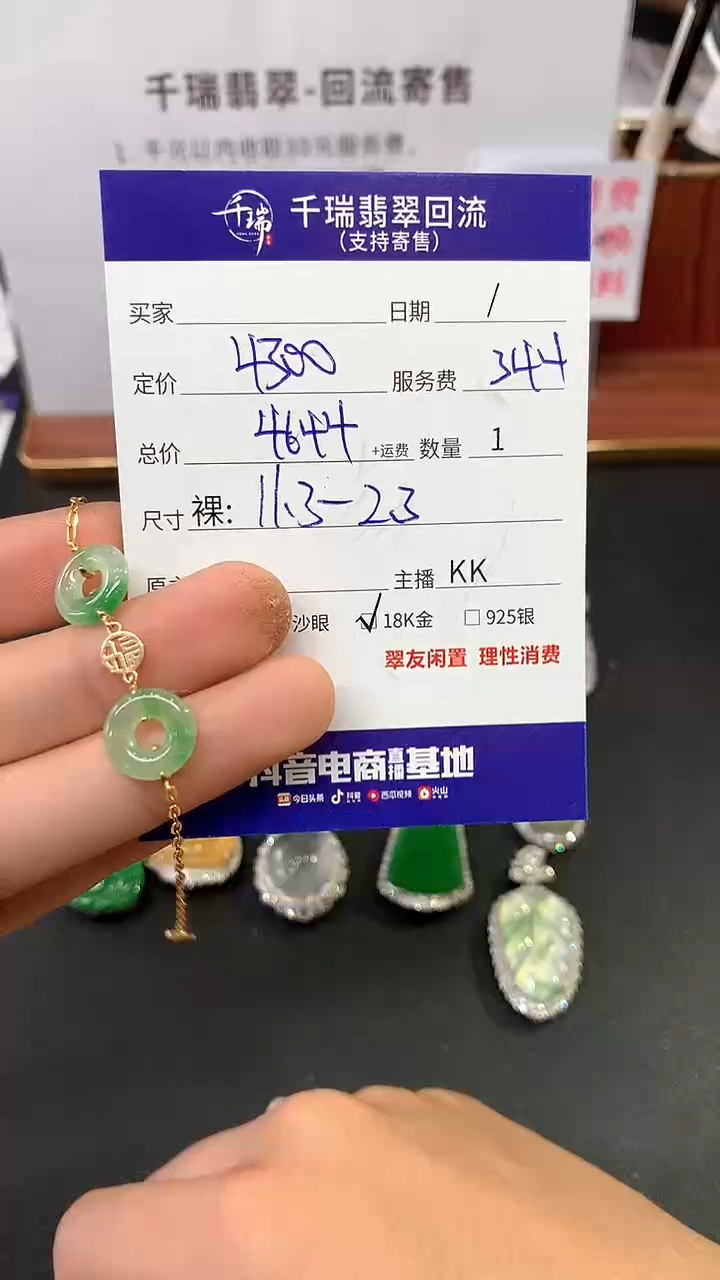 千瑞翡翠-回流寄售
千瑞
千瑞翡翠回流
(支持寄售)
买家 日期 /
定价 4300 服务费 344
总价 4644 +运费 数量 1
尺寸 裸: 11.3-2.3
主播 KK
沙眼 ☑ 18K金 □ 925银
翠友闲置 理性消费
抖音电商直播基地
今日头条 抖音 西瓜视频 火山